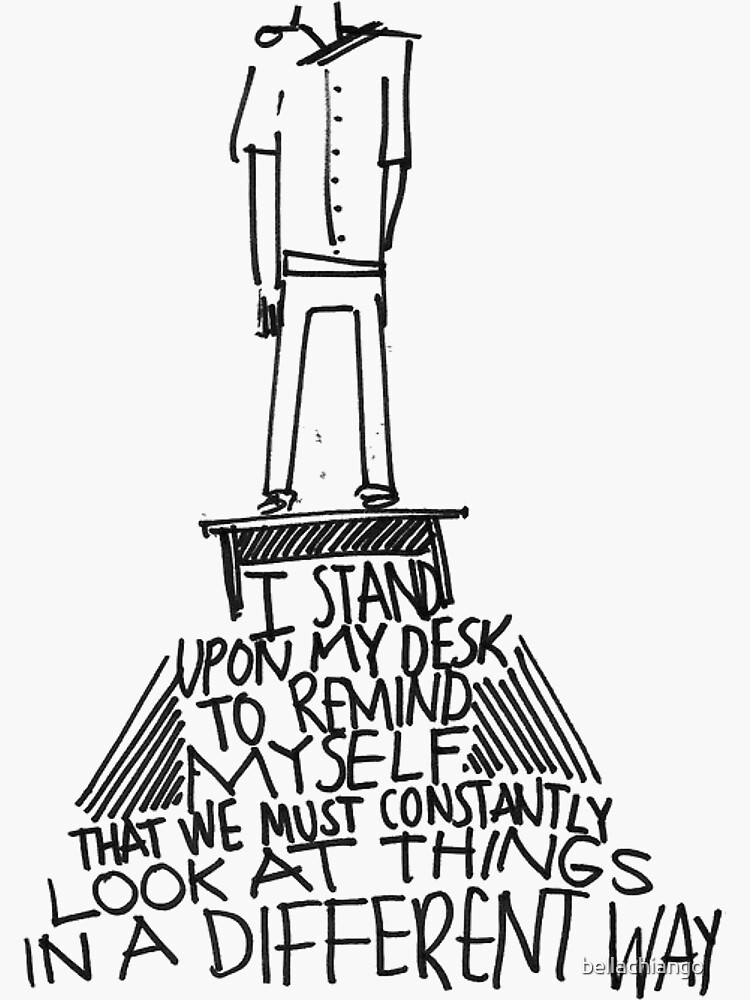 I STAND
UPON MY DESK
TO REMIND
MYSELF
THAT WE MUST CONSTANTLY
LOOK AT THINGS
IN A DIFFERENT WAY
bellachiango